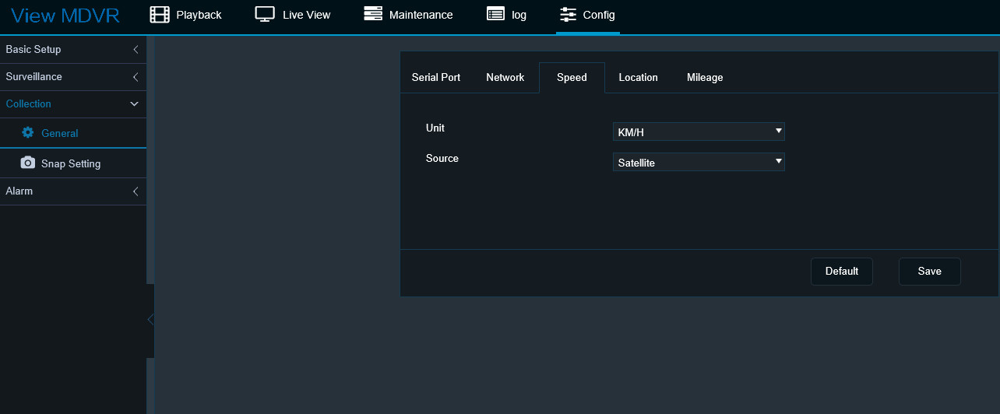 View MDVR Playback Live View Maintenance log Config
Basic Setup
Surveillance
Collection
General
Snap Setting
Alarm
Serial Port Network Speed Location Mileage
Unit KM/H
Source Satellite
Default Save